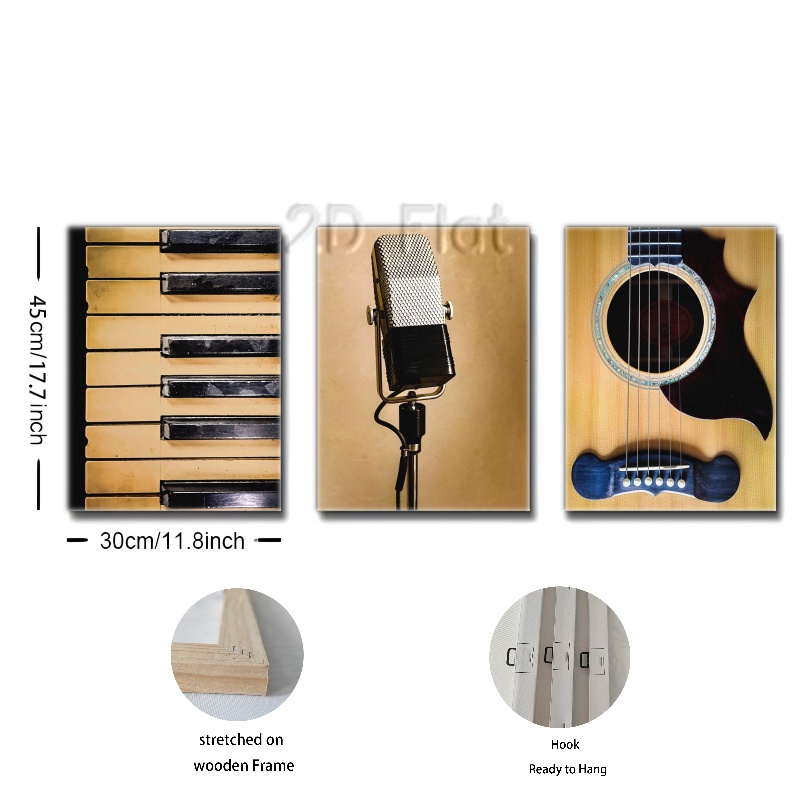 2D Flat
45cm/17.7inch
30cm/11.8inch
stretched on
wooden Frame
Hook
Ready to Hang